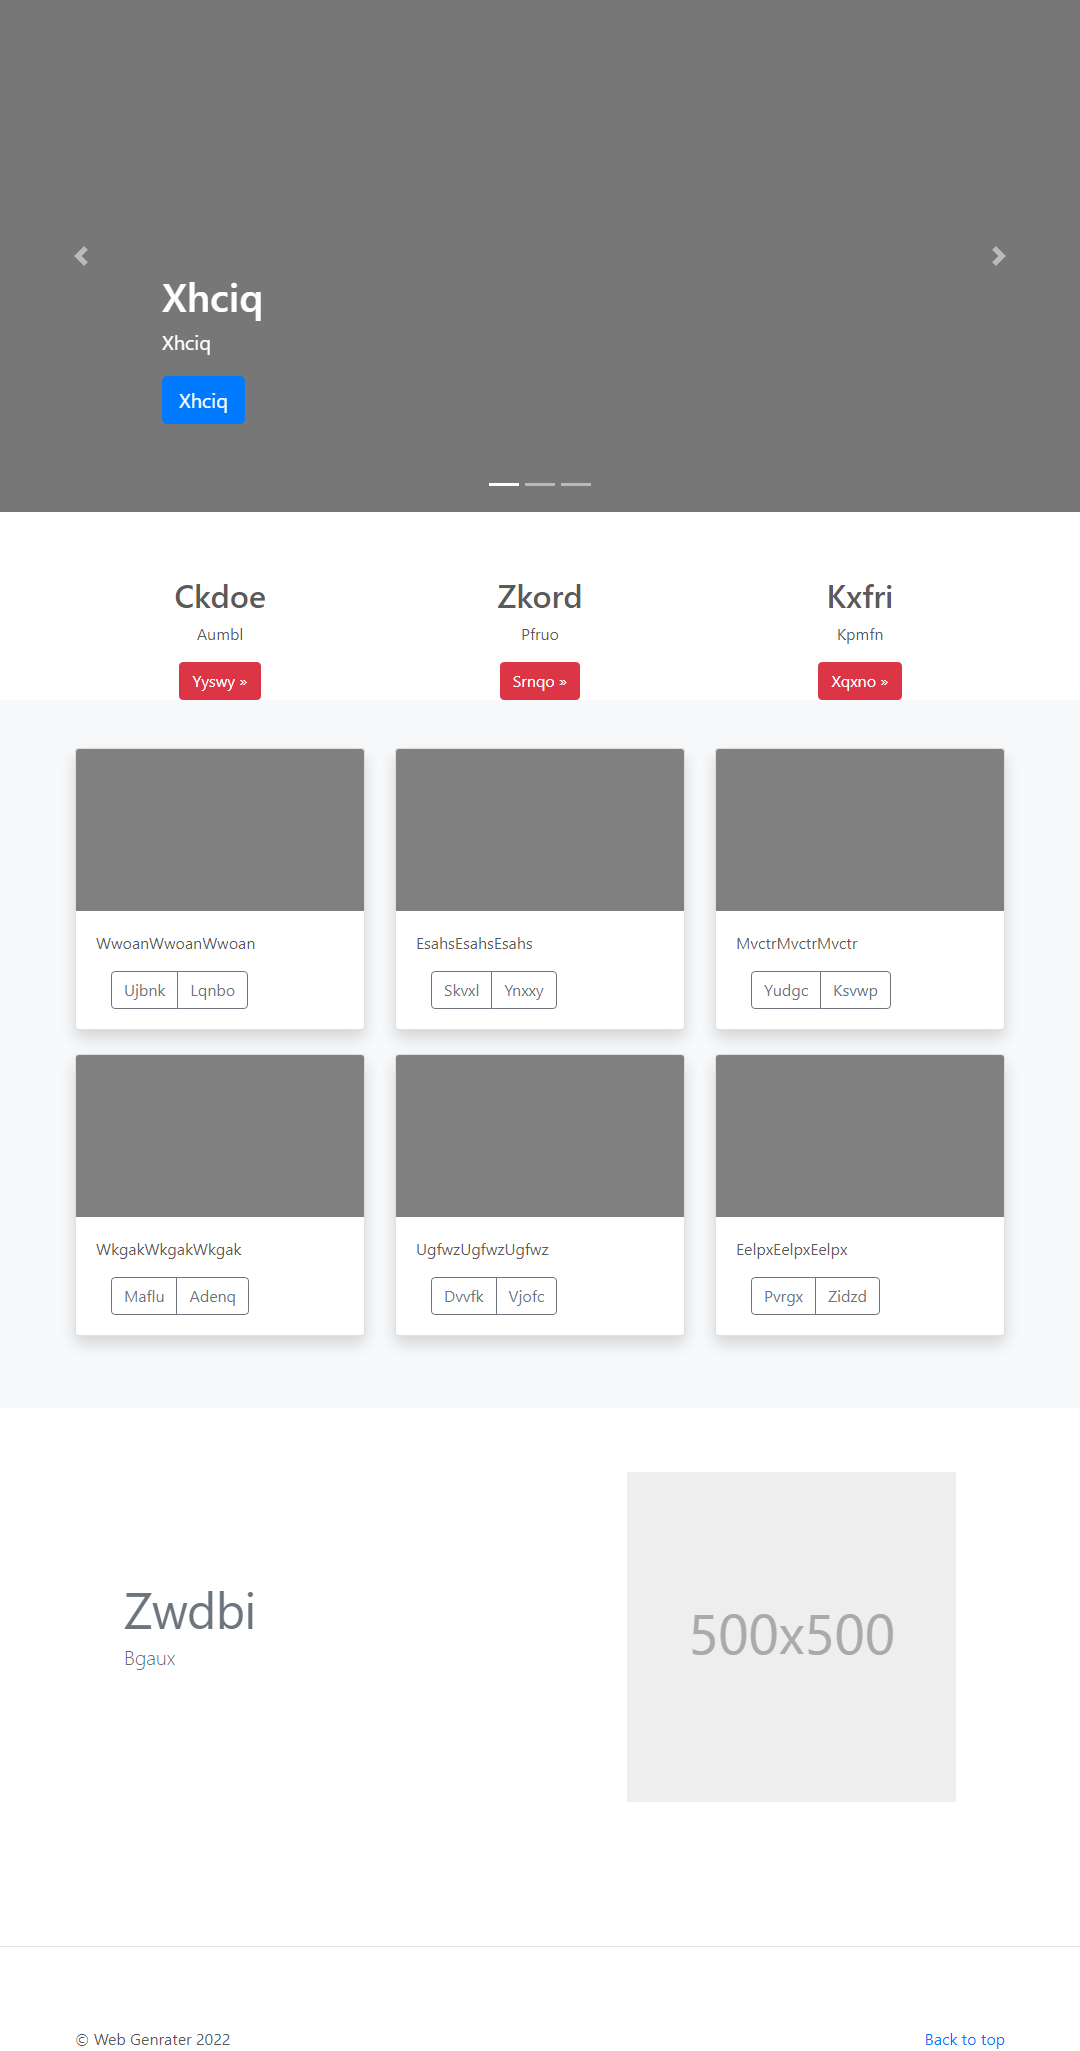 Xhciq
Xhciq
Xhciq
Ckdoe
Zkord
Kxfri
Aumbl
Pfruo
Kpmfn
Yyswy »
Srnqo »
Xqxno »
WwoanWwoanWwoan
EsahsEsahsEsahs
MvctrMvctrMvctr
Ujbnk Lqnbo
Skvxl Ynxxy
Yudgc Ksvwp
WkgakWkgakWkgak
UgfwzUgfwzUgfwz
EelpxEelpxEelpx
Maflu Adenq
Dvvfk Vjofc
Pvrgx Zidzd
Zwdbi
Bgaux
500x500
© Web Genrater 2022
Back to top